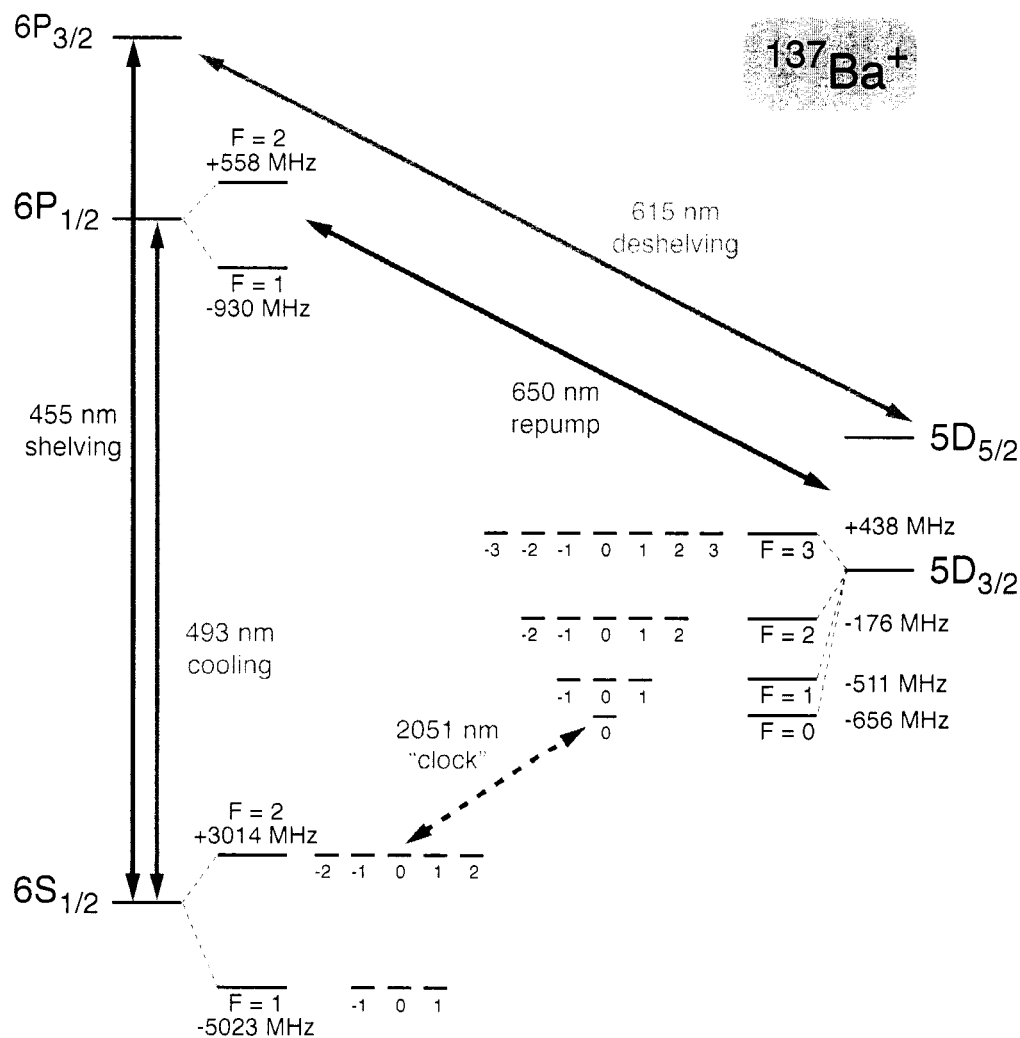 6P3/2
137Ba+
F = 2
+558 MHz
6P1/2
615 nm
deshelving
F = 1
-930 MHz
650 nm
repump
455 nm
shelving
5D5/2
+438 MHz
-3 -2 -1 0 1 2 3
F = 3
5D3/2
493 nm
cooling
-2 -1 0 1 2
F = 2
-176 MHz
-1 0 1
F = 1
-511 MHz
2051 nm
"clock"
0
F = 0
-656 MHz
F = 2
+3014 MHz
-2 -1 0 1 2
6S1/2
F = 1
-1 0 1
-5023 MHz